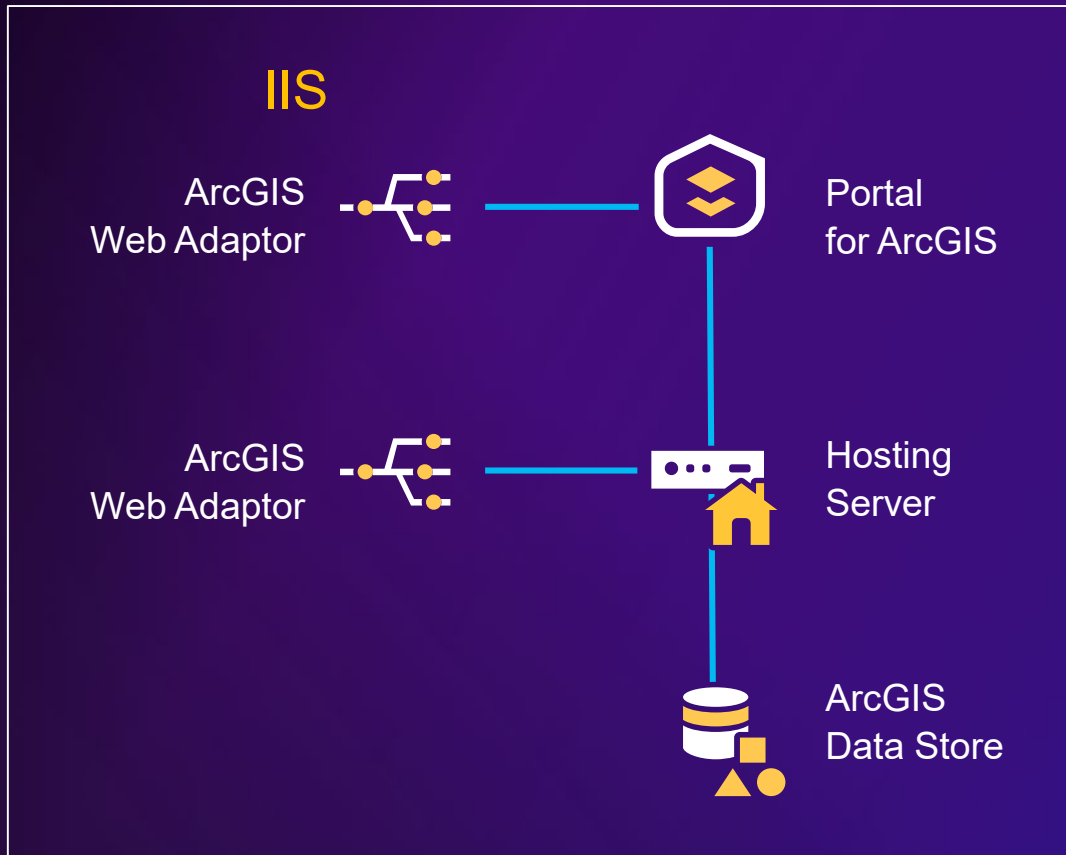 IIS
ArcGIS
Web Adaptor
Portal
for ArcGIS
ArcGIS
Web Adaptor
Hosting
Server
ArcGIS
Data Store